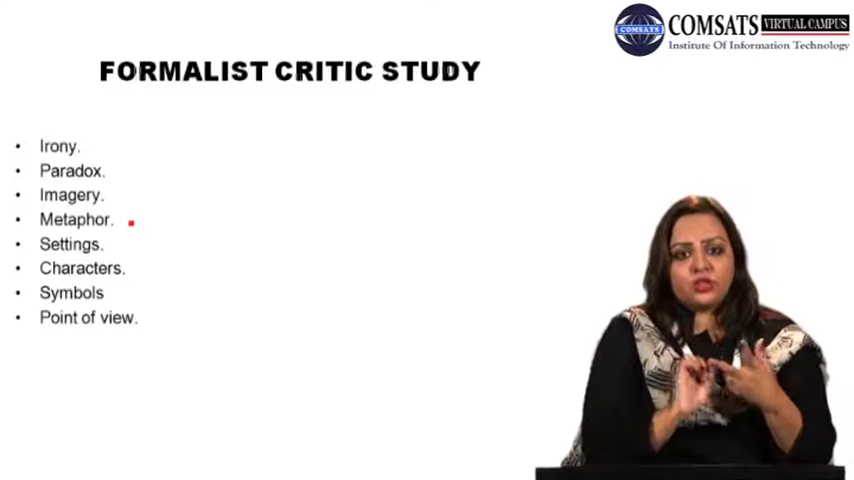 COMSATS VIRTUAL CAMPUS
COMSATS
Institute Of Information Technology
FORMALIST CRITIC STUDY
• Irony.
• Paradox.
• Imagery.
• Metaphor.
• Settings.
• Characters.
• Symbols
• Point of view.